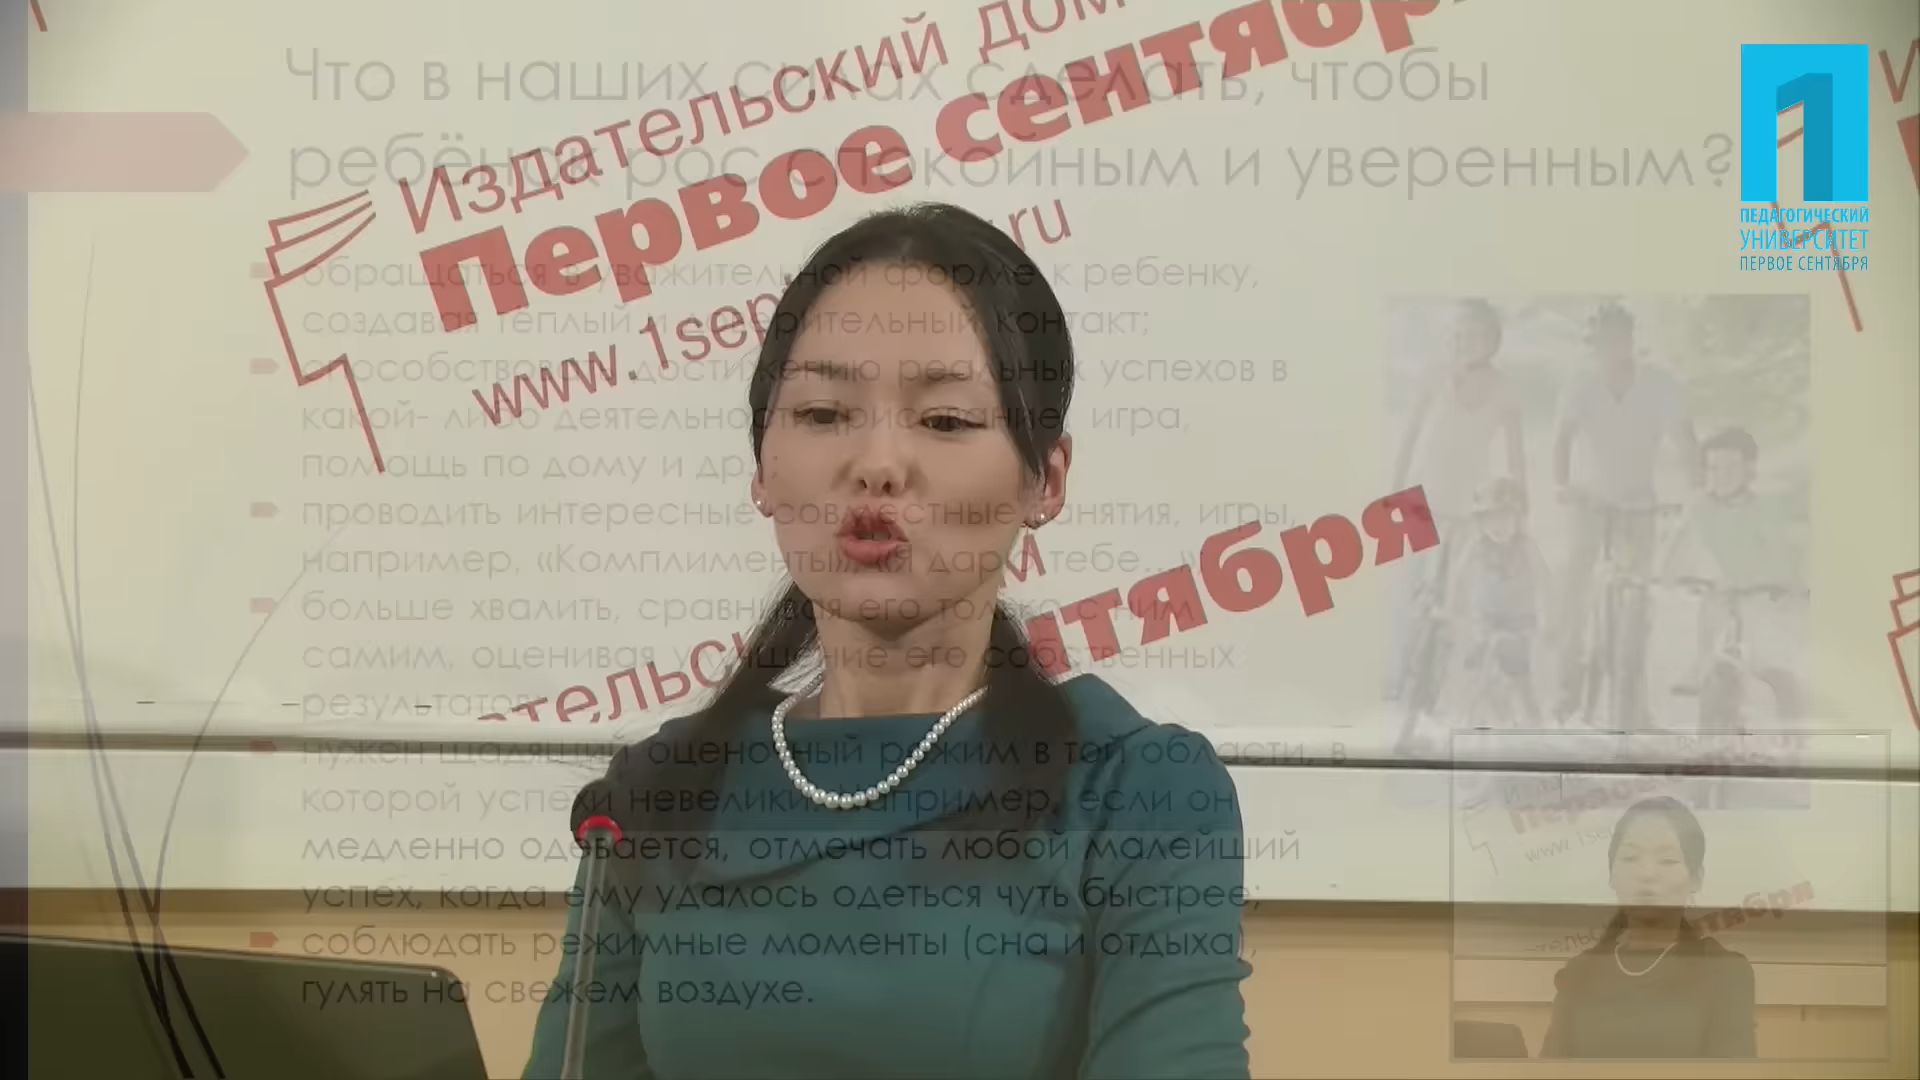 Издательский дом
Первое сентябр
www.1sep
.ru
Что в наших силах сделать, чтобы
ребёнок рос спокойным и уверенным?
ПЕДАГОГИЧЕСКИЙ
УНИВЕРСИТЕТ
ПЕРВОЕ СЕНТЯБРЯ
обращаться в уважительной форме к ребенку,
создавая теплый и доверительный контакт;
способствовать достижению реальных успехов в
какой- либо деятельности, рисование, игра,
помощь по дому и др.;
проводить интересные совместные занятия, игры,
например, «Комплименты», «Я дарю тебе...»
больше хвалить, сравнивая его только с ним
самим, оценивая улучшение его собственных
результатов;
нужен щадящий оценочный режим в той области, в
которой успехи невелики, например, если он
медленно одевается, отмечать любой малейший
успех, когда ему удалось одеться чуть быстрее;
соблюдать режимные моменты (сна и отдыха),
гулять на свежем воздухе.
ательск
нтября